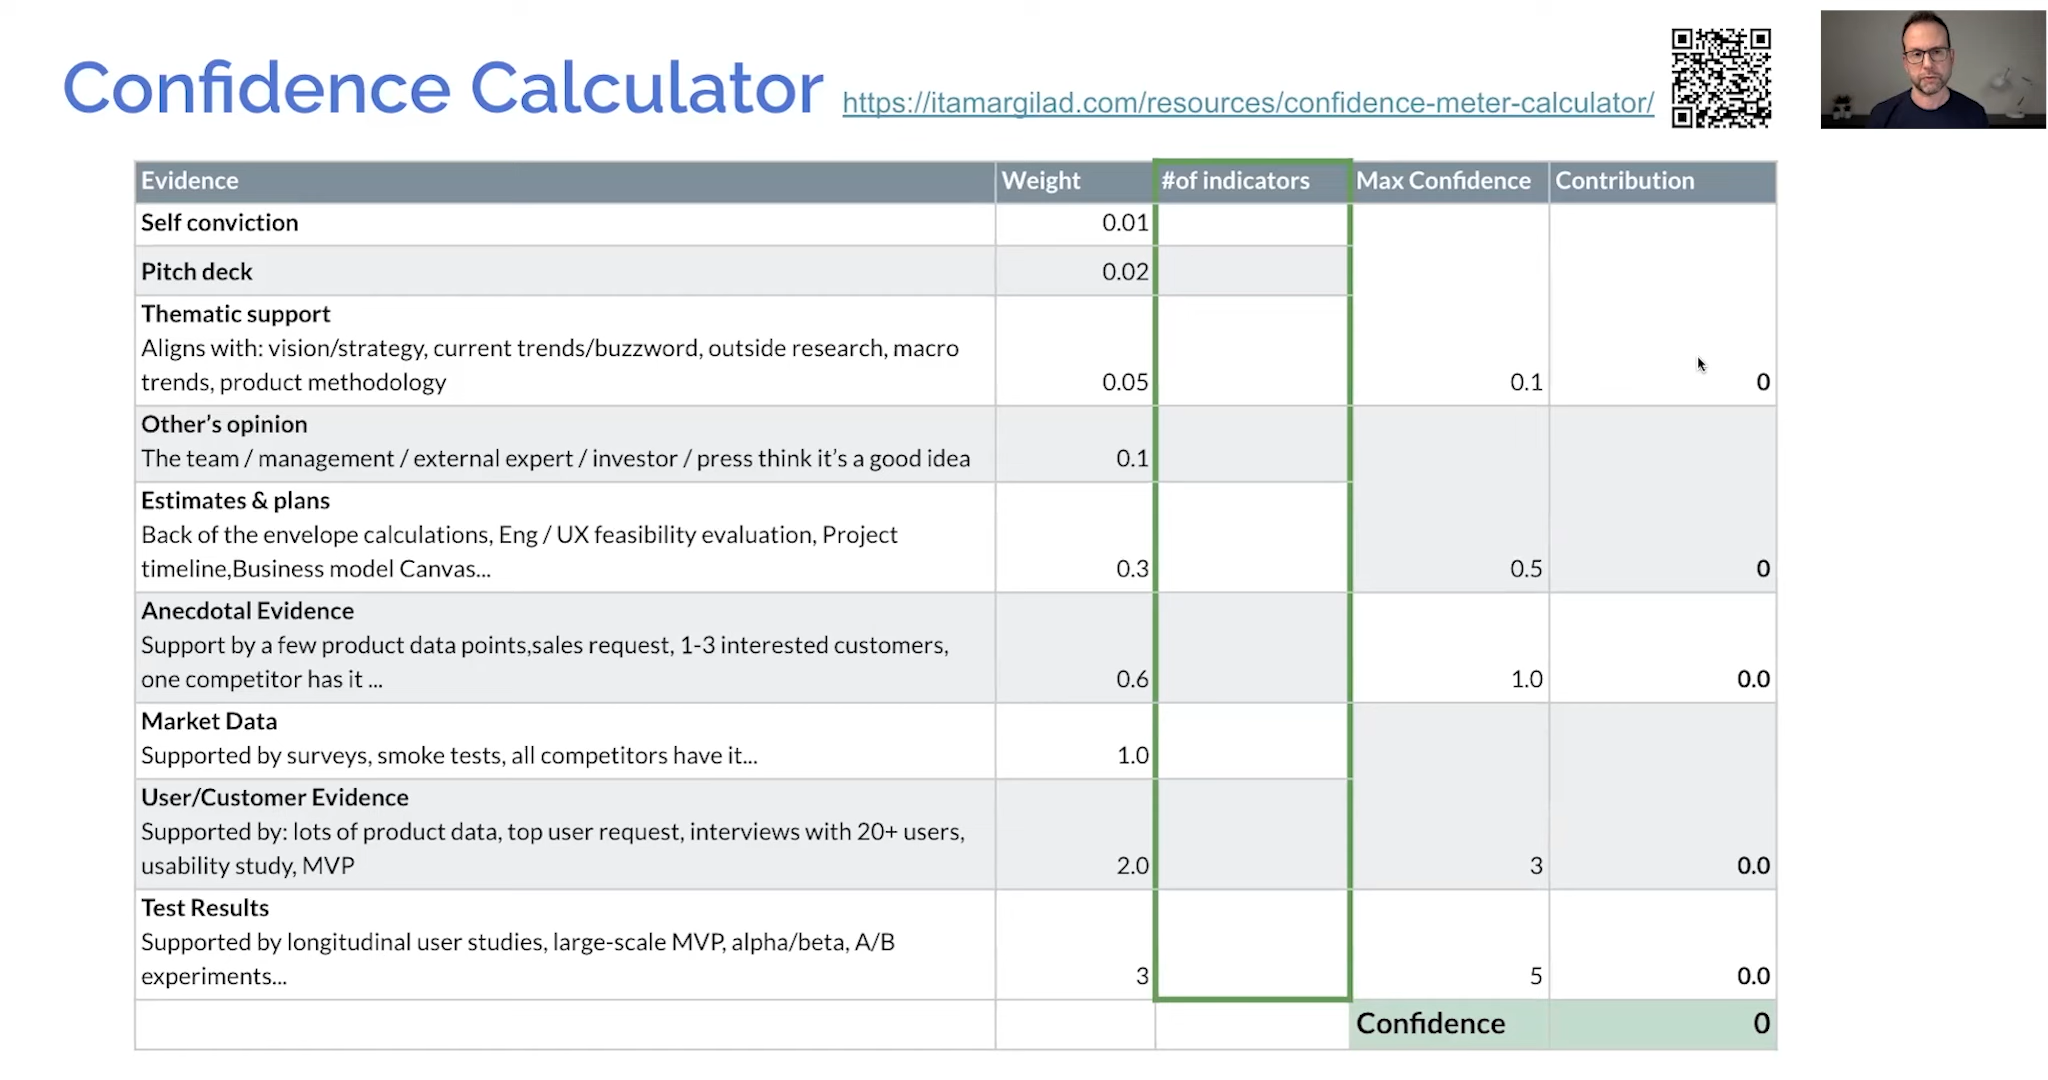 Confidence Calculator https://itamargilad.com/resources/confidence-meter-calculator/
Evidence Weight #of indicators Max Confidence Contribution
Self conviction 0.01
Pitch deck 0.02
Thematic support
Aligns with: vision/strategy, current trends/buzzword, outside research, macro
trends, product methodology 0.05 0.1 0
Other’s opinion
The team / management / external expert / investor / press think it’s a good idea 0.1
Estimates & plans
Back of the envelope calculations, Eng / UX feasibility evaluation, Project
timeline,Business model Canvas... 0.3 0.5 0
Anecdotal Evidence
Support by a few product data points,sales request, 1-3 interested customers,
one competitor has it ... 0.6 1.0 0.0
Market Data
Supported by surveys, smoke tests, all competitors have it... 1.0
User/Customer Evidence
Supported by: lots of product data, top user request, interviews with 20+ users,
usability study, MVP 2.0 3 0.0
Test Results
Supported by longitudinal user studies, large-scale MVP, alpha/beta, A/B
experiments... 3 5 0.0
Confidence 0